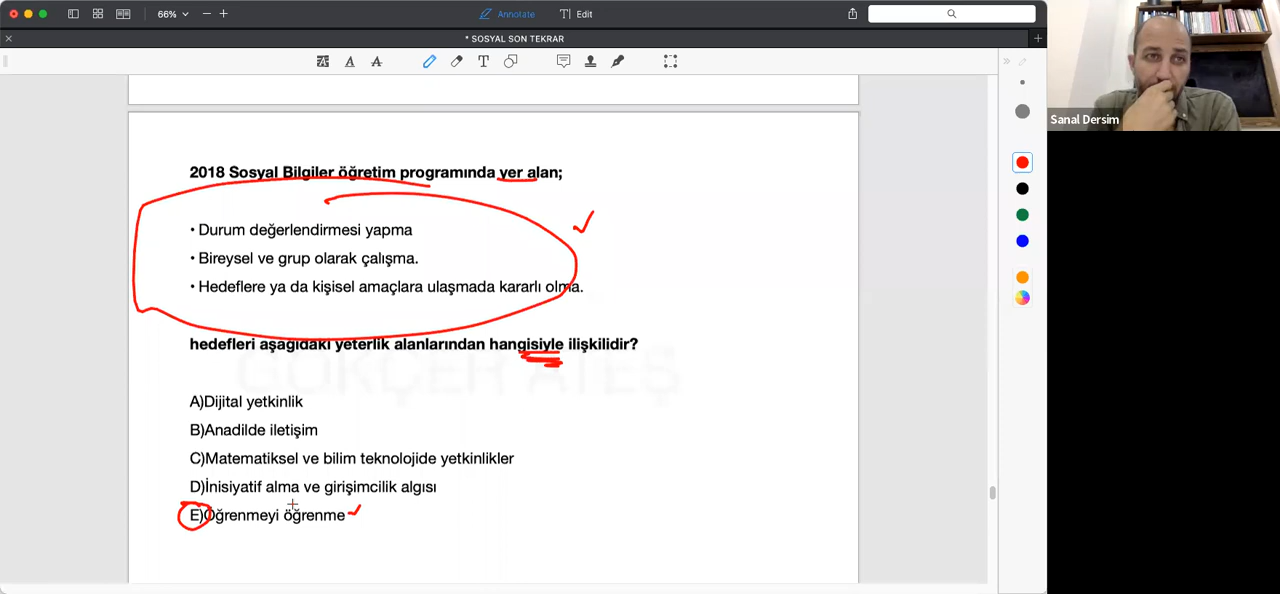 66%
Annotate
Edit
* SOSYAL SON TEKRAR
Sanal Dersim
2018 Sosyal Bilgiler öğretim programında yer alan;
• Durum değerlendirmesi yapma
• Bireysel ve grup olarak çalışma.
• Hedeflere ya da kişisel amaçlara ulaşmada kararlı olma.
hedefleri aşağıdaki yeterlik alanlarından hangisiyle ilişkilidir?
GÖKÇER ATEŞ
A)Dijital yetkinlik
B)Anadilde iletişim
C)Matematiksel ve bilim teknolojide yetkinlikler
D)İnisiyatif alma ve girişimcilik algısı
E)Öğrenmeyi öğrenme